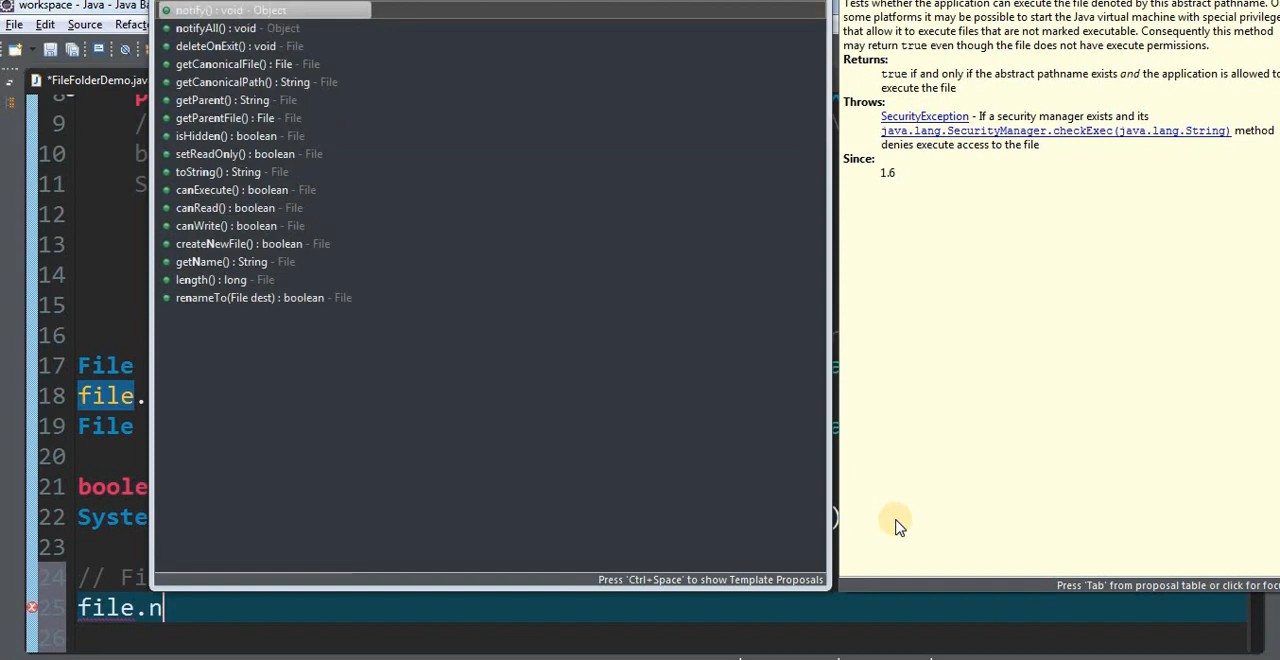 workspace - Java - Java Ba
File Edit Source Refact
*FileFolderDemo.java
notify() : void - Object
notifyAll() : void - Object
deleteOnExit() : void - File
getCanonicalFile() : File - File
getCanonicalPath() : String - File
getParent() : String - File
getParentFile() : File - File
isHidden() : boolean - File
setReadOnly() : boolean - File
toString() : String - File
canExecute() : boolean - File
canRead() : boolean - File
canWrite() : boolean - File
createNewFile() : boolean - File
getName() : String - File
length() : long - File
renameTo(File dest) : boolean - File
Press 'Ctrl+Space' to show Template Proposals
Tests whether the application can execute the file denoted by this abstract pathname. O
some platforms it may be possible to start the Java virtual machine with special privilege
that allow it to execute files that are not marked executable. Consequently this method
may return true even though the file does not have execute permissions.
Returns:
true if and only if the abstract pathname exists and the application is allowed to
execute the file
Throws:
SecurityException - If a security manager exists and its
java.lang.SecurityManager.checkExec(java.lang.String) method
denies execute access to the file
Since:
1.6
Press 'Tab' from proposal table or click for focu
8 p
9 /
10 b
11 S
12
13
14
15
16
17 File
18 file.
19 File
20
21 boole
22 Syste )
23
24 // Fi
25 file.n
26